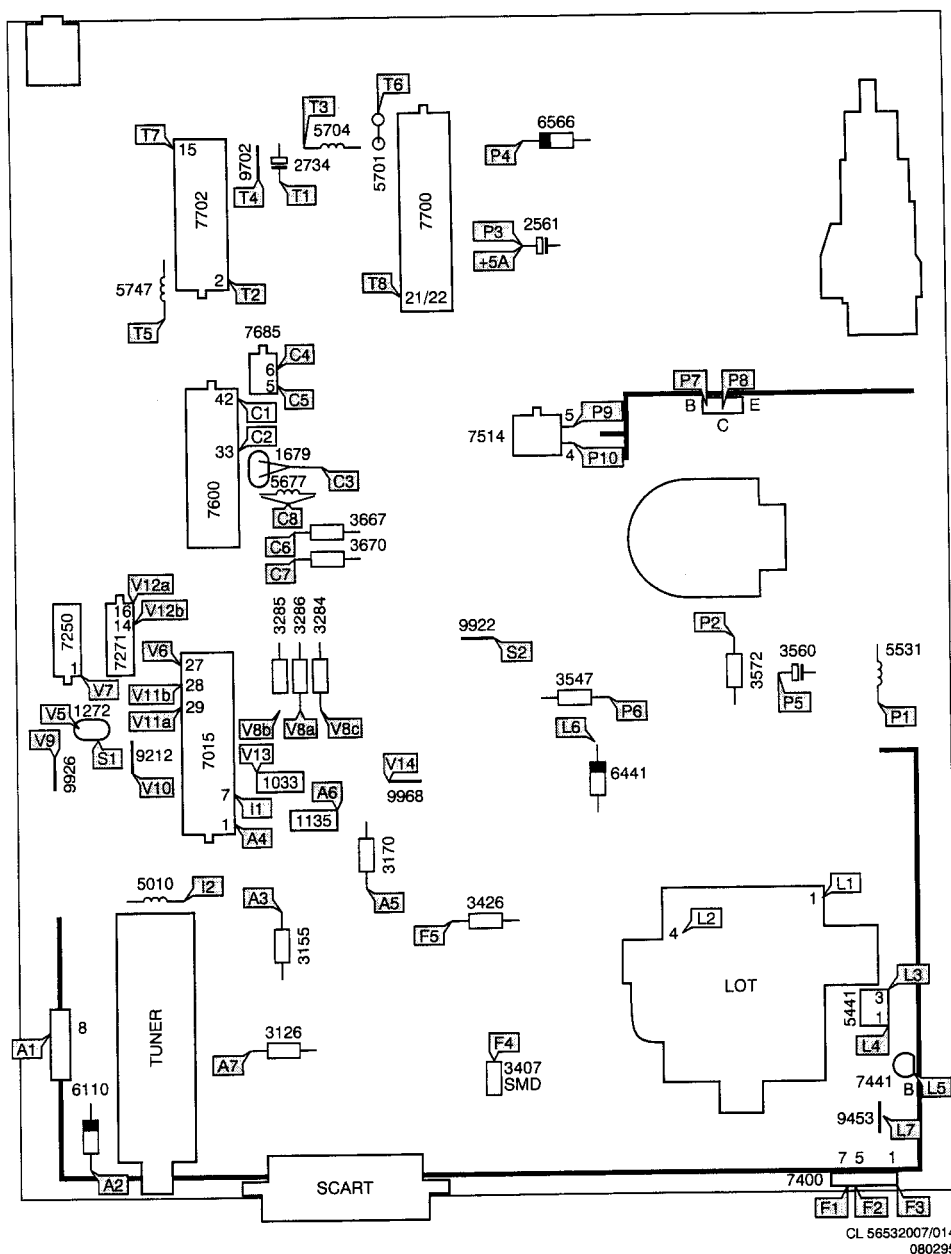 T6
T3
5704
T7
15
9702
2734
5701
T4
T1
7702
7700
6566
P4
P3
2561
+5A
2
T2
5747
T8
21/22
T5
7685
C4
6
5
C5
42
C1
C2
33
1679
C3
5677
7600
C8
3667
C6
3670
C7
P7
P8
B
E
C
5
P9
7514
4
P10
V12a
16
V12b
14
7250
7271
1
V7
3285
3286
3284
V6
27
28
V11b
29
V11a
9922
S2
P2
3572
3560
P5
5531
P1
3547
P6
V5
1272
S1
V9
9926
9212
V10
7015
V8b
V8a
V8c
V13
1033
V14
9968
A6
1135
7
I1
1
A4
L6
6441
3170
A5
5010
I2
A3
3155
3426
F5
1
L1
4
L2
LOT
L3
3
1
5441
L4
TUNER
8
A1
3126
A7
F4
3407
SMD
6110
A2
7441
B
L5
9453
L7
7 5 1
SCART
7400
F1
F2
F3
CL 56532007/014
080295